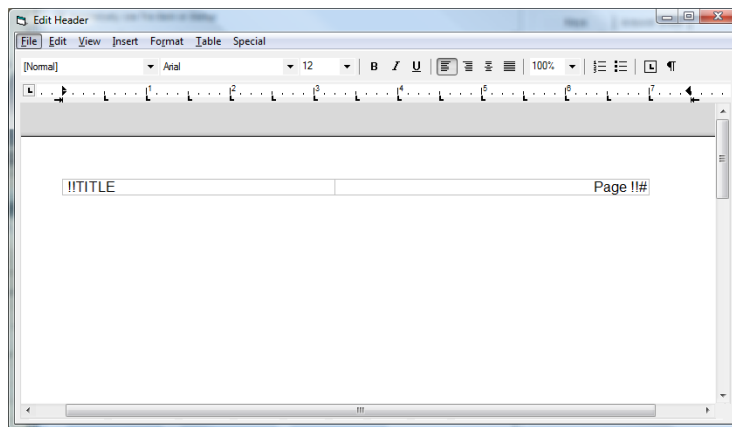 Edit Header
File Edit View Insert Format Table Special
[Normal] Arial 12 B I U 100%
1 2 3 4 5 6 7
!!TITLE Page !!#